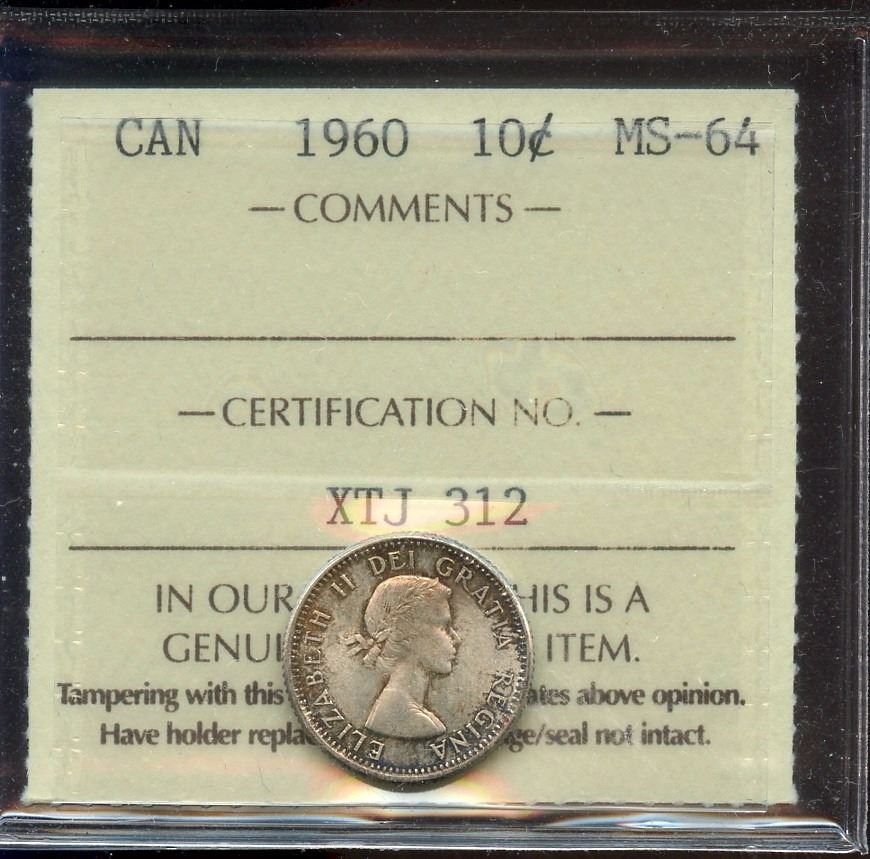 CAN 1960 10¢ MS-64
— COMMENTS —
— CERTIFICATION NO. —
XTJ 312
IN OUR HIS IS A
GENUI ITEM.
Tampering with this ates above opinion.
Have holder repla ge/seal not intact.
ELIZABETH II DEI GRATIA REGINA